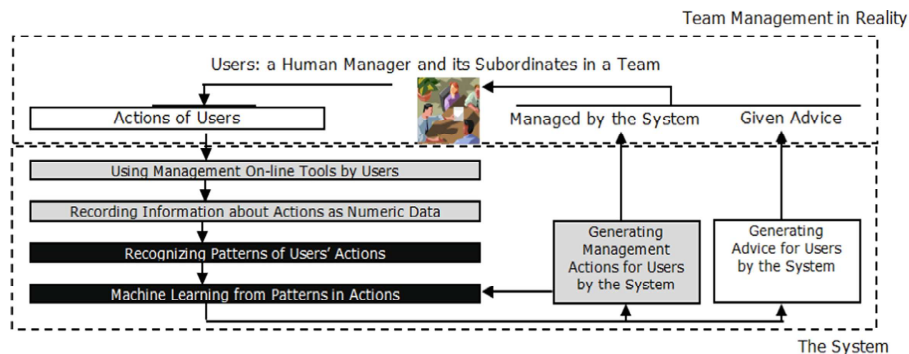 Team Management in Reality
Users: a Human Manager and its Subordinates in a Team
Actions of Users
Managed by the System
Given Advice
Using Management On-line Tools by Users
Recording Information about Actions as Numeric Data
Recognizing Patterns of Users' Actions
Machine Learning from Patterns in Actions
Generating
Management
Actions for Users
by the System
Generating
Advice for Users
by the System
The System